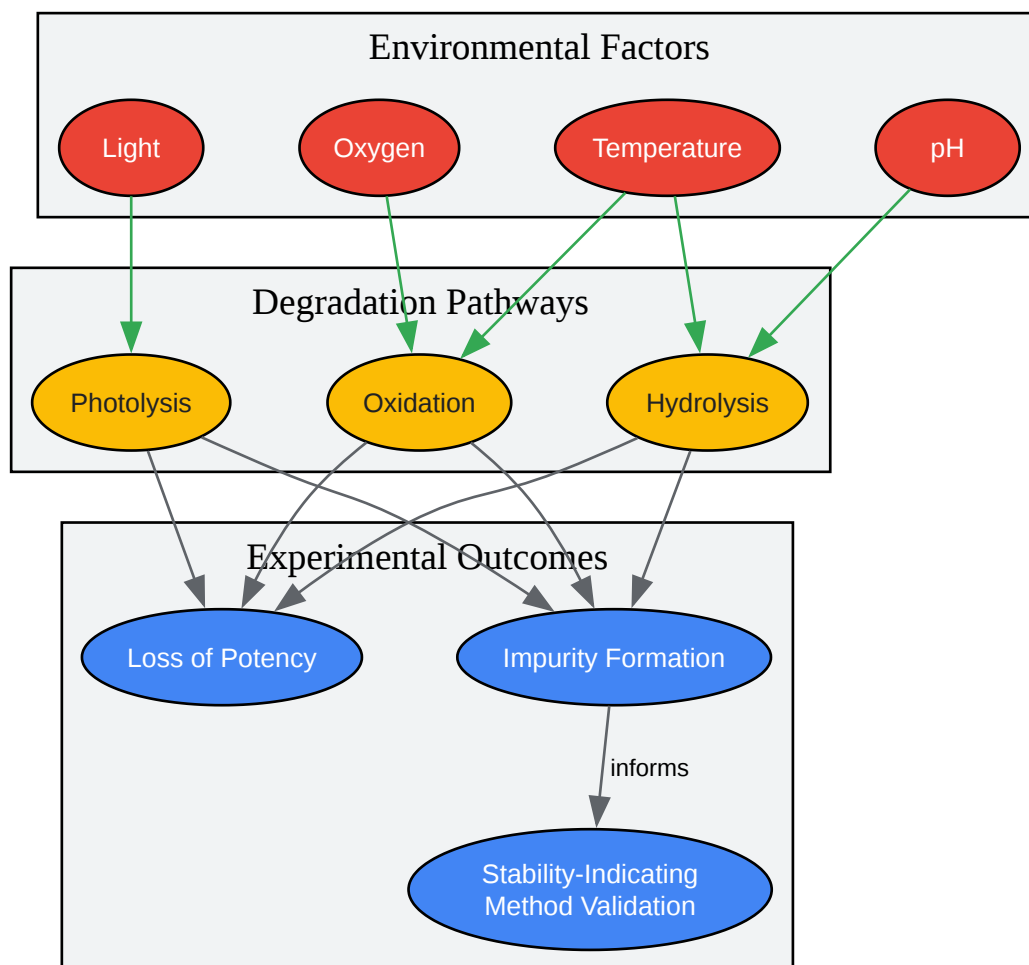 Environmental Factors
Light
Oxygen
Temperature
pH
Degradation Pathways
Photolysis
Oxidation
Hydrolysis
Experimental Outcomes
Loss of Potency
Impurity Formation
informs
Stability-Indicating
Method Validation